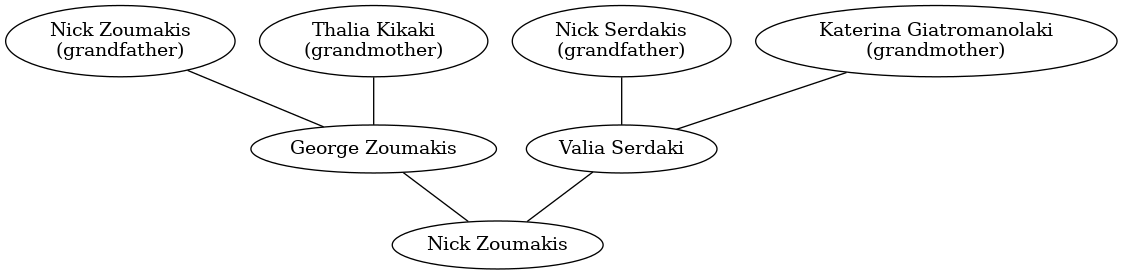 Nick Zoumakis
(grandfather)
Thalia Kikaki
(grandmother)
Nick Serdakis
(grandfather)
Katerina Giatromanolaki
(grandmother)
George Zoumakis
Valia Serdaki
Nick Zoumakis